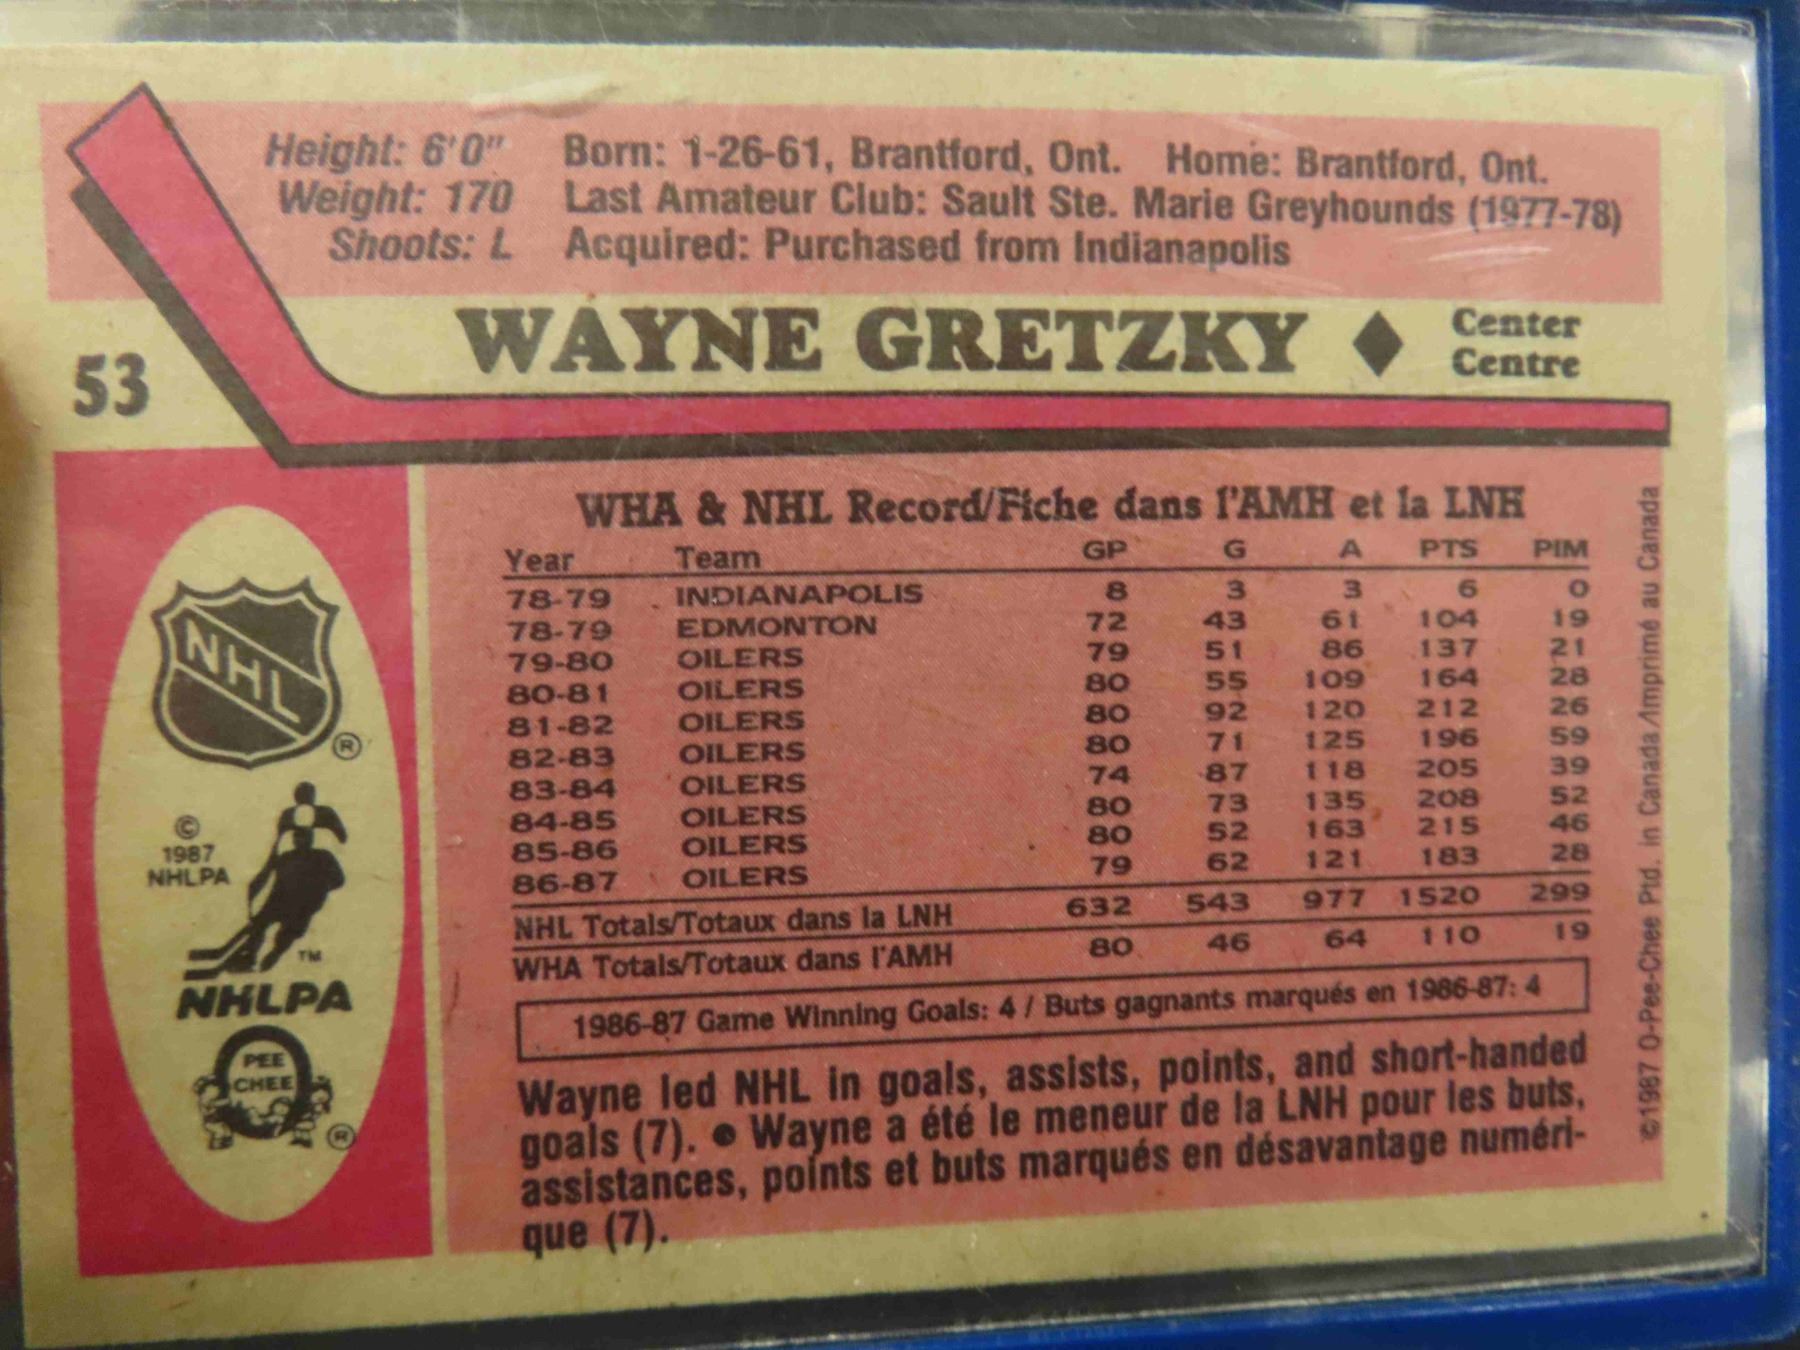 Height: 6'0" Born: 1-26-61, Brantford, Ont. Home: Brantford, Ont.
Weight: 170 Last Amateur Club: Sault Ste. Marie Greyhounds (1977-78)
Shoots: L Acquired: Purchased from Indianapolis
53
WAYNE GRETZKY ♦ Center
Centre
WHA & NHL Record/Fiche dans l'AMH et la LNH
Year Team GP G A PTS PIM
78-79 INDIANAPOLIS 8 3 3 6 0
78-79 EDMONTON 72 43 61 104 19
79-80 OILERS 79 51 86 137 21
80-81 OILERS 80 55 109 164 28
81-82 OILERS 80 92 120 212 26
82-83 OILERS 80 71 125 196 59
83-84 OILERS 74 87 118 205 39
84-85 OILERS 80 73 135 208 52
85-86 OILERS 80 52 163 215 46
86-87 OILERS 79 62 121 183 28
NHL Totals/Totaux dans la LNH 632 543 977 1520 299
WHA Totals/Totaux dans l'AMH 80 46 64 110 19
1986-87 Game Winning Goals: 4 / Buts gagnants marqués en 1986-87: 4
Wayne led NHL in goals, assists, points, and short-handed
goals (7). ● Wayne a été le meneur de la LNH pour les buts,
assistances, points et buts marqués en désavantage numéri-
que (7).
NHL
®
©
1987
NHLPA
TM
NHLPA
PEE
CHEE
®
©1987 O-Pee-Chee Ptd. in Canada/Imprimé au Canada